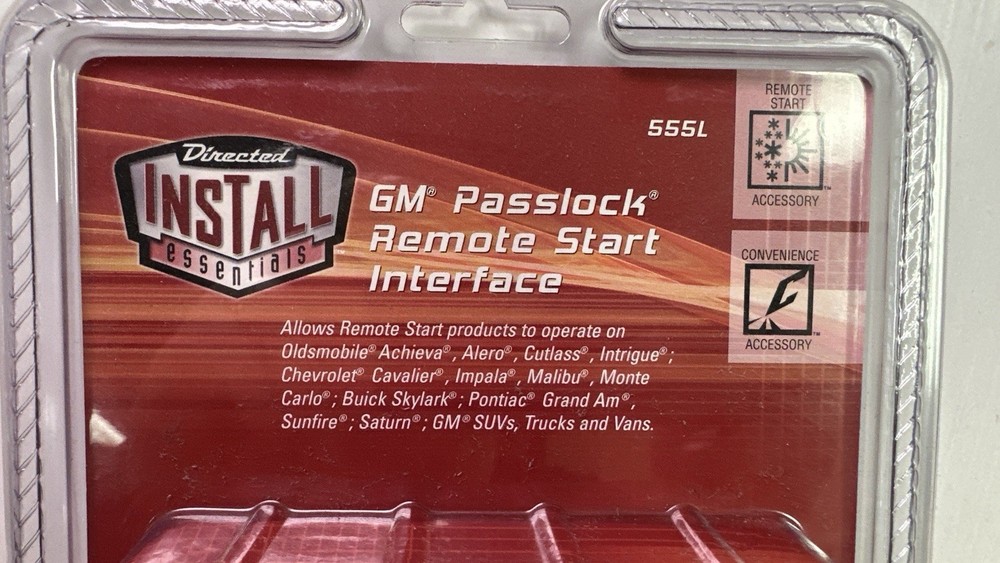 REMOTE
START
555L
ACCESSORY
Directed
INSTALL
essentials
GM® Passlock®
Remote Start
Interface
CONVENIENCE
ACCESSORY
Allows Remote Start products to operate on
Oldsmobile® Achieva®, Alero®, Cutlass®, Intrigue®;
Chevrolet® Cavalier®, Impala®, Malibu®, Monte
Carlo®; Buick Skylark®; Pontiac® Grand Am®,
Sunfire®; Saturn®; GM® SUVs, Trucks and Vans.